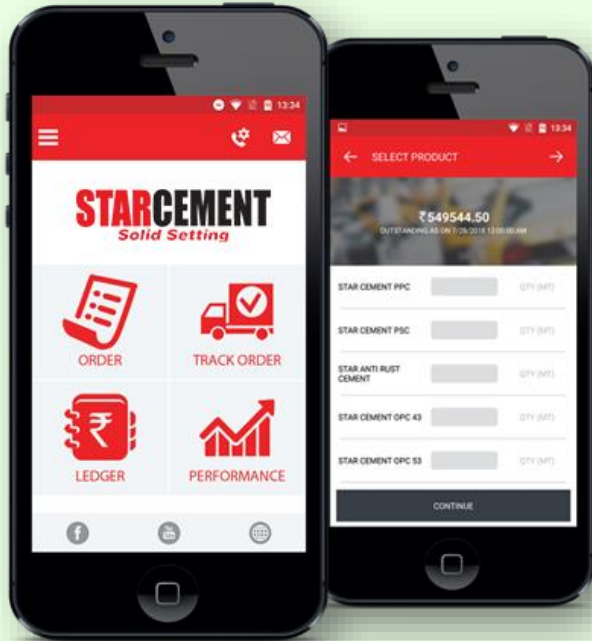 13:34
STARCEMENT
Solid Setting
ORDER
TRACK ORDER
LEDGER
PERFORMANCE
13:34
SELECT PRODUCT
₹549544.50
OUTSTANDING AS ON 7/28/2018 12:00:00 AM
STAR CEMENT PPC
QTY (MT)
STAR CEMENT PSC
QTY (MT)
STAR ANTI RUST
CEMENT
QTY (MT)
STAR CEMENT OPC 43
QTY (MT)
STAR CEMENT OPC 53
QTY (MT)
CONTINUE